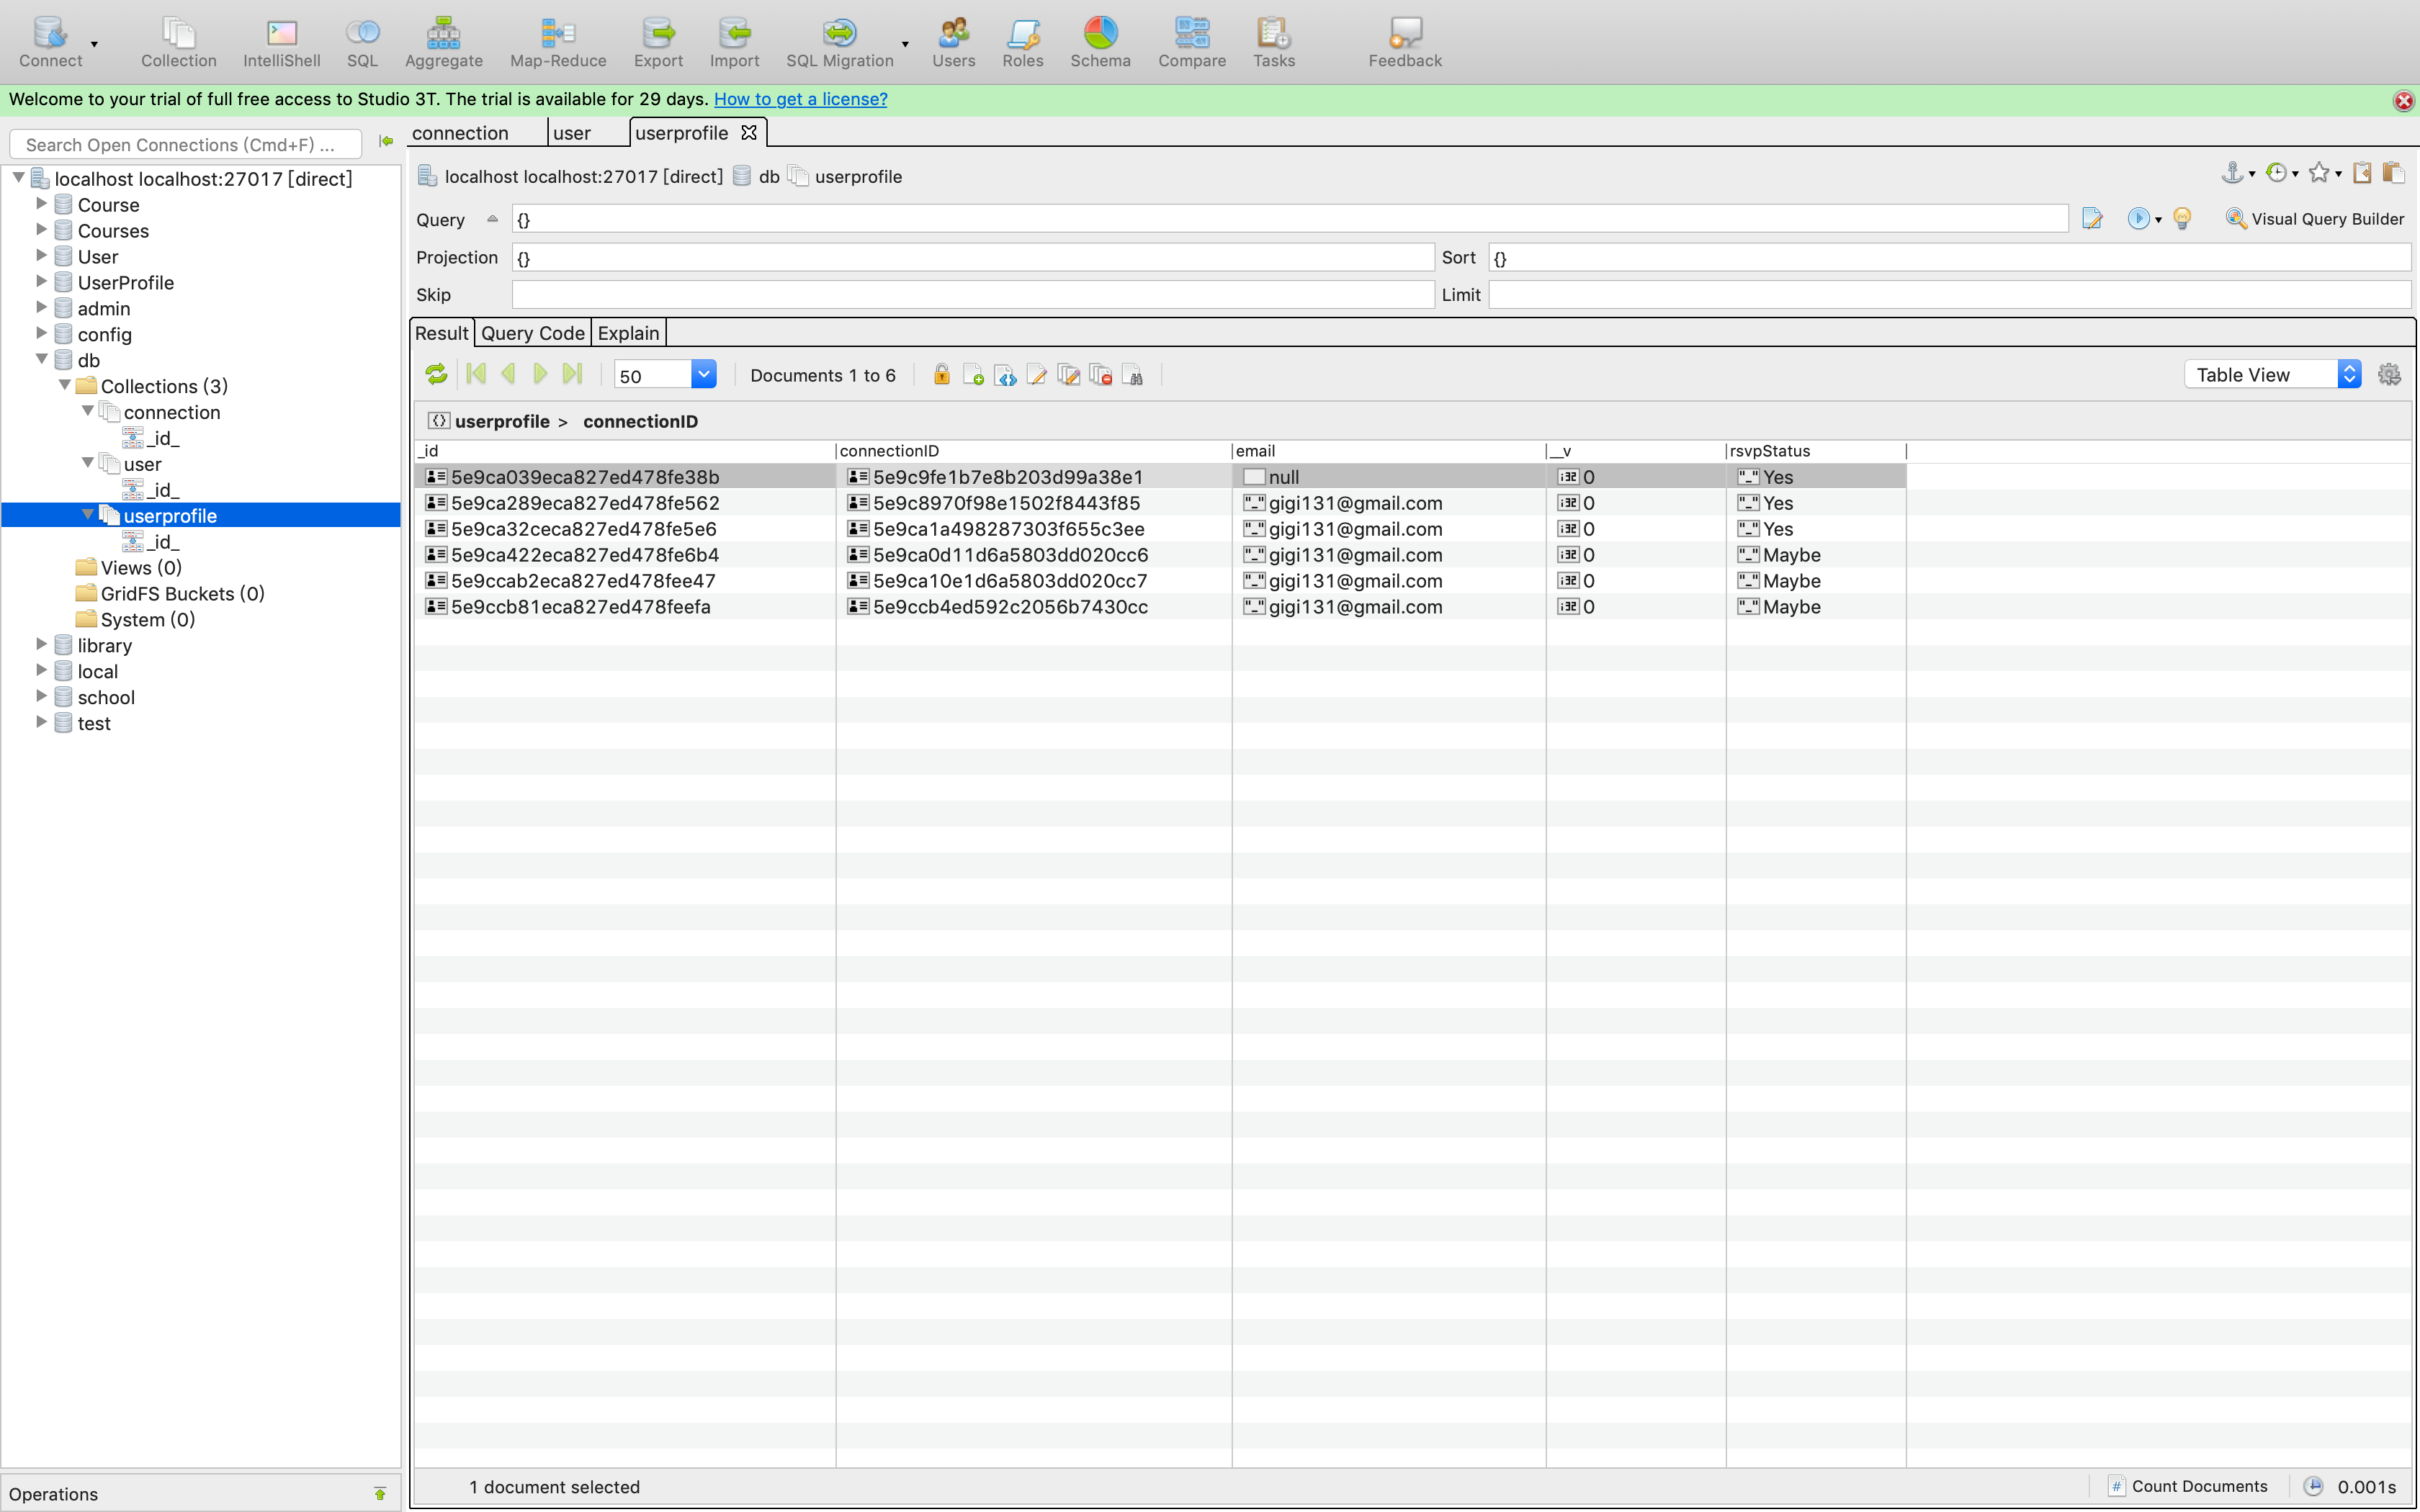 Connect Collection IntelliShell SQL Aggregate Map-Reduce Export Import SQL Migration Users Roles Schema Compare Tasks Feedback
Welcome to your trial of full free access to Studio 3T. The trial is available for 29 days. How to get a license?
Search Open Connections (Cmd+F) ...
localhost localhost:27017 [direct]
Course
Courses
User
UserProfile
admin
config
db
Collections (3)
connection
_id_
user
_id_
userprofile
_id_
Views (0)
GridFS Buckets (0)
System (0)
library
local
school
test
Operations
connection user userprofile
localhost localhost:27017 [direct] db userprofile
Query {} Visual Query Builder
Projection {} Sort {}
Skip Limit
Result Query Code Explain
50 Documents 1 to 6 Table View
userprofile > connectionID
_id connectionID email __v rsvpStatus
5e9ca039eca827ed478fe38b 5e9c9fe1b7e8b203d99a38e1 null i32 0 "_" Yes
5e9ca289eca827ed478fe562 5e9c8970f98e1502f8443f85 "_" gigi131@gmail.com i32 0 "_" Yes
5e9ca32ceca827ed478fe5e6 5e9ca1a498287303f655c3ee "_" gigi131@gmail.com i32 0 "_" Yes
5e9ca422eca827ed478fe6b4 5e9ca0d11d6a5803dd020cc6 "_" gigi131@gmail.com i32 0 "_" Maybe
5e9ccab2eca827ed478fee47 5e9ca10e1d6a5803dd020cc7 "_" gigi131@gmail.com i32 0 "_" Maybe
5e9ccb81eca827ed478feefa 5e9ccb4ed592c2056b7430cc "_" gigi131@gmail.com i32 0 "_" Maybe
1 document selected # Count Documents 0.001s